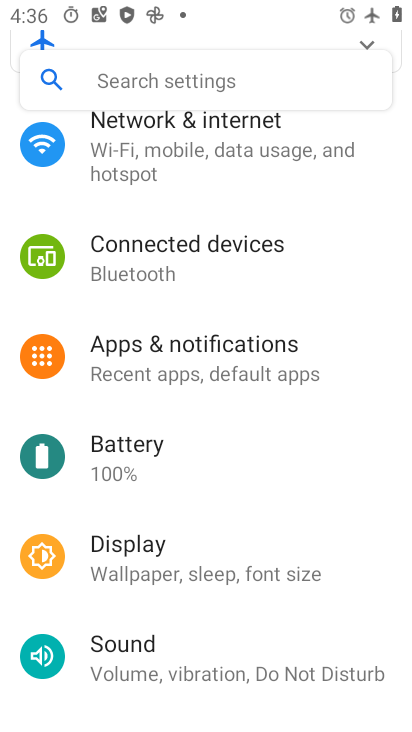 4:36
Search settings
Network & internet
Wi-Fi, mobile, data usage, and
hotspot
Connected devices
Bluetooth
Apps & notifications
Recent apps, default apps
Battery
100%
Display
Wallpaper, sleep, font size
Sound
Volume, vibration, Do Not Disturb